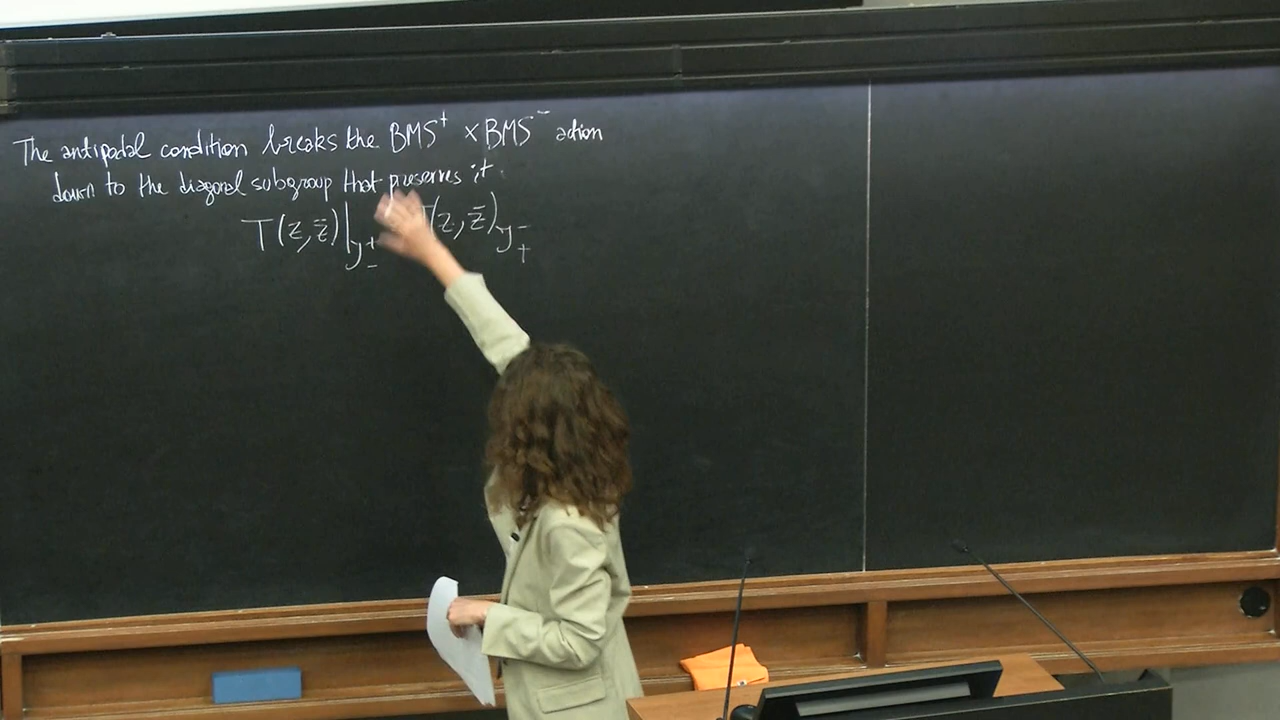 The antipodal condition breaks the BMS⁺ × BMS⁻ action
down to the diagonal subgroup that preserves it.
T(z, z̄)|𝓎⁺₋ T(z, z̄)𝓎⁻₊